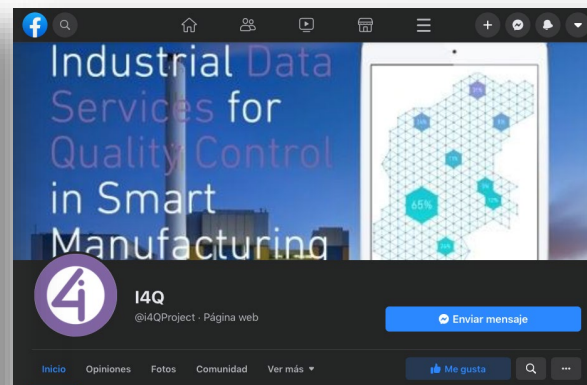 Industrial Data
Services for
Quality Control
in Smart
Manufacturing
65%
I4Q
@i4QProject · Página web
Enviar mensaje
Inicio Opiniones Fotos Comunidad Ver más
Me gusta